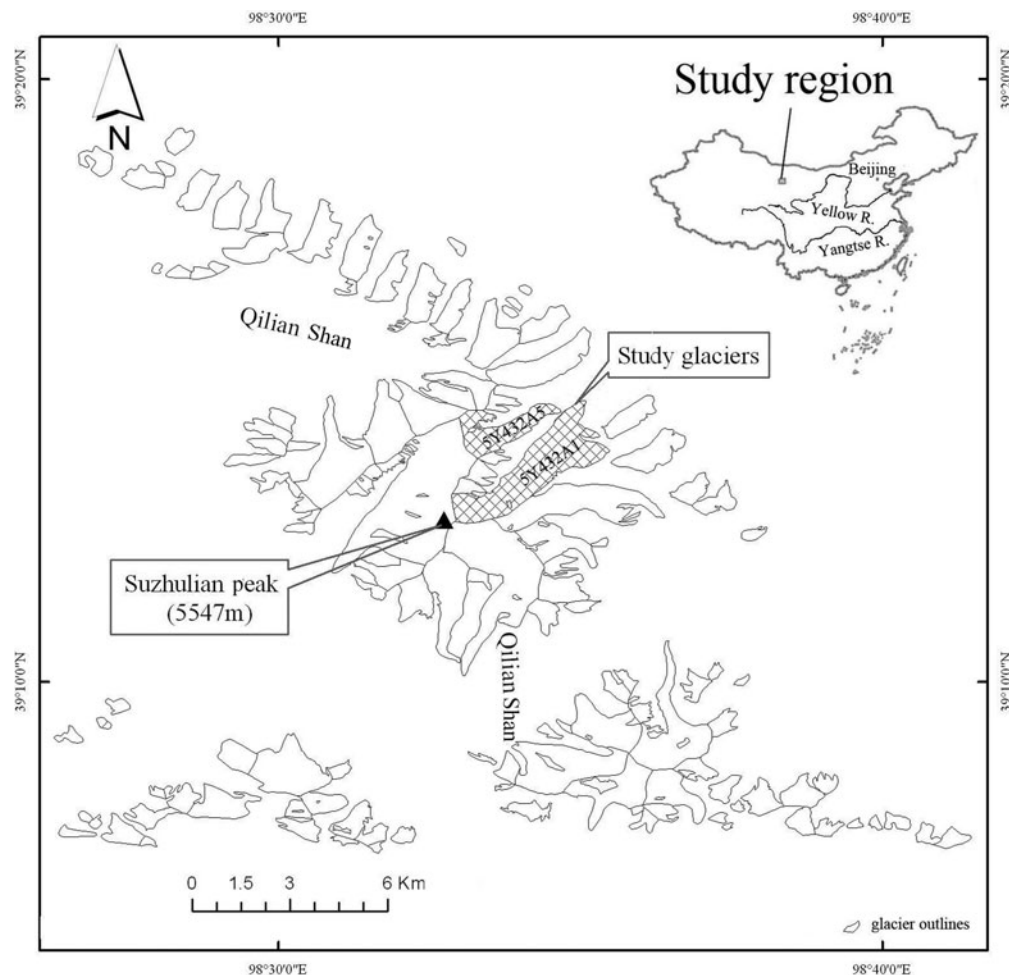 98°30'0"E
98°40'0"E
39°20'0"N
39°20'0"N
N
Study region
Beijing
Yellow R.
Yangtse R.
Qilian Shan
Study glaciers
5Y432A5
5Y432A1
Suzhulian peak
(5547m)
Qilian Shan
39°10'0"N
39°10'0"N
0 1.5 3 6 Km
glacier outlines
98°30'0"E
98°40'0"E